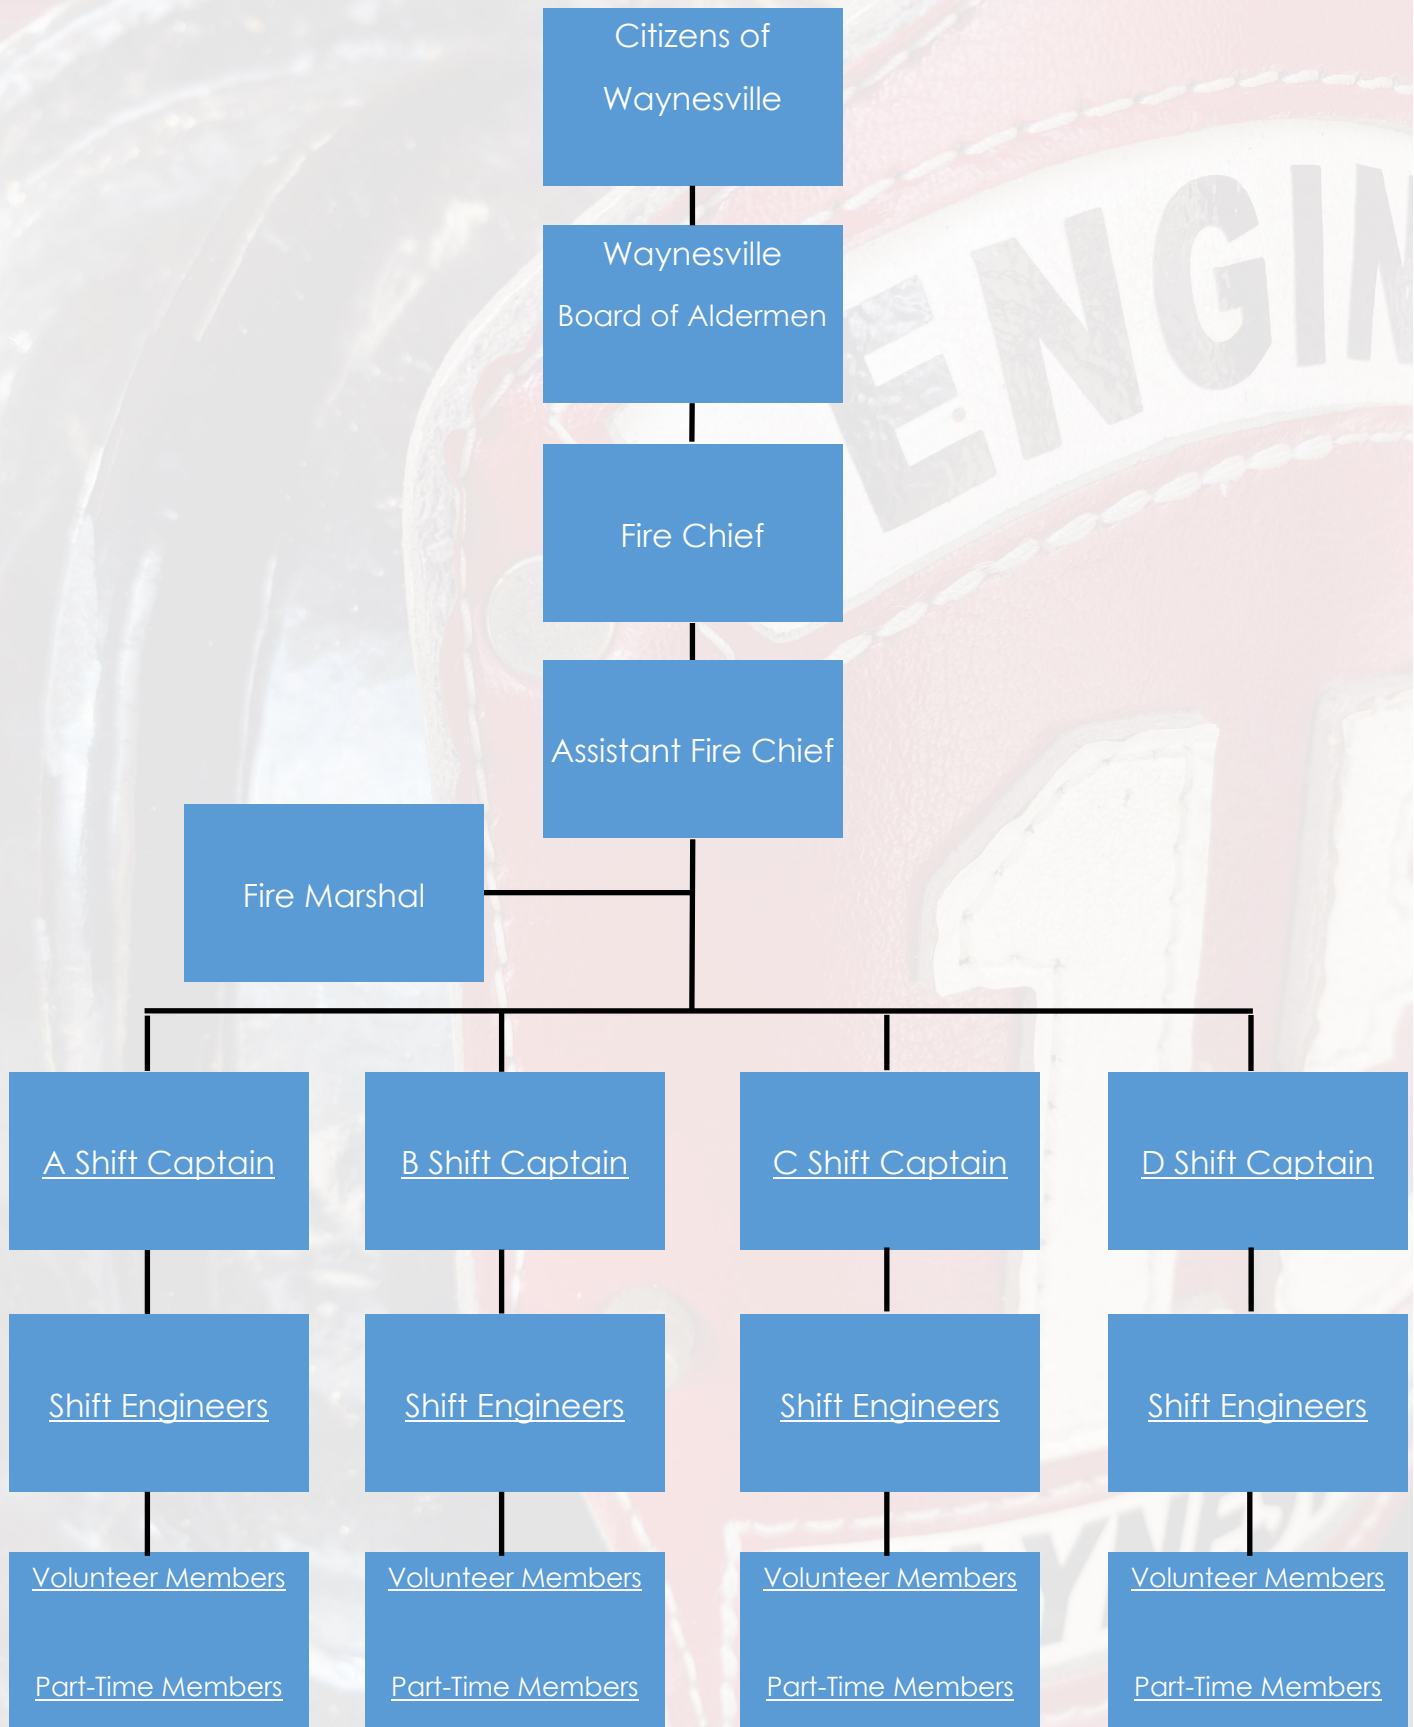 Citizens of
Waynesville
Waynesville
Board of Aldermen
Fire Chief
Assistant Fire Chief
Fire Marshal
A Shift Captain
B Shift Captain
C Shift Captain
D Shift Captain
Shift Engineers
Shift Engineers
Shift Engineers
Shift Engineers
Volunteer Members
Part-Time Members
Volunteer Members
Part-Time Members
Volunteer Members
Part-Time Members
Volunteer Members
Part-Time Members
ENGIN